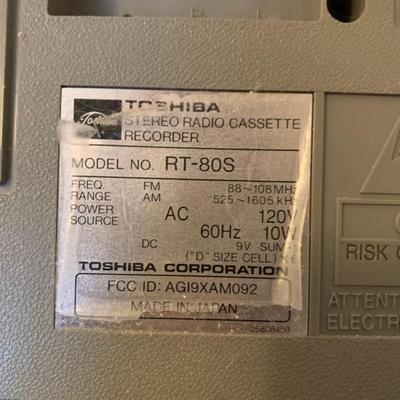 Toshiba TOSHIBA
STEREO RADIO CASSETTE
RECORDER
MODEL NO. RT-80S
FREQ. FM 88~108MHz
RANGE AM 525~1605kHz
POWER AC 120V
SOURCE 60Hz 10W
DC 9V
("D" SIZE CELL)
TOSHIBA CORPORATION
FCC ID: AGI9XAM092
MADE IN JAPAN
25808459
RISK
ATTENT
ELECTR